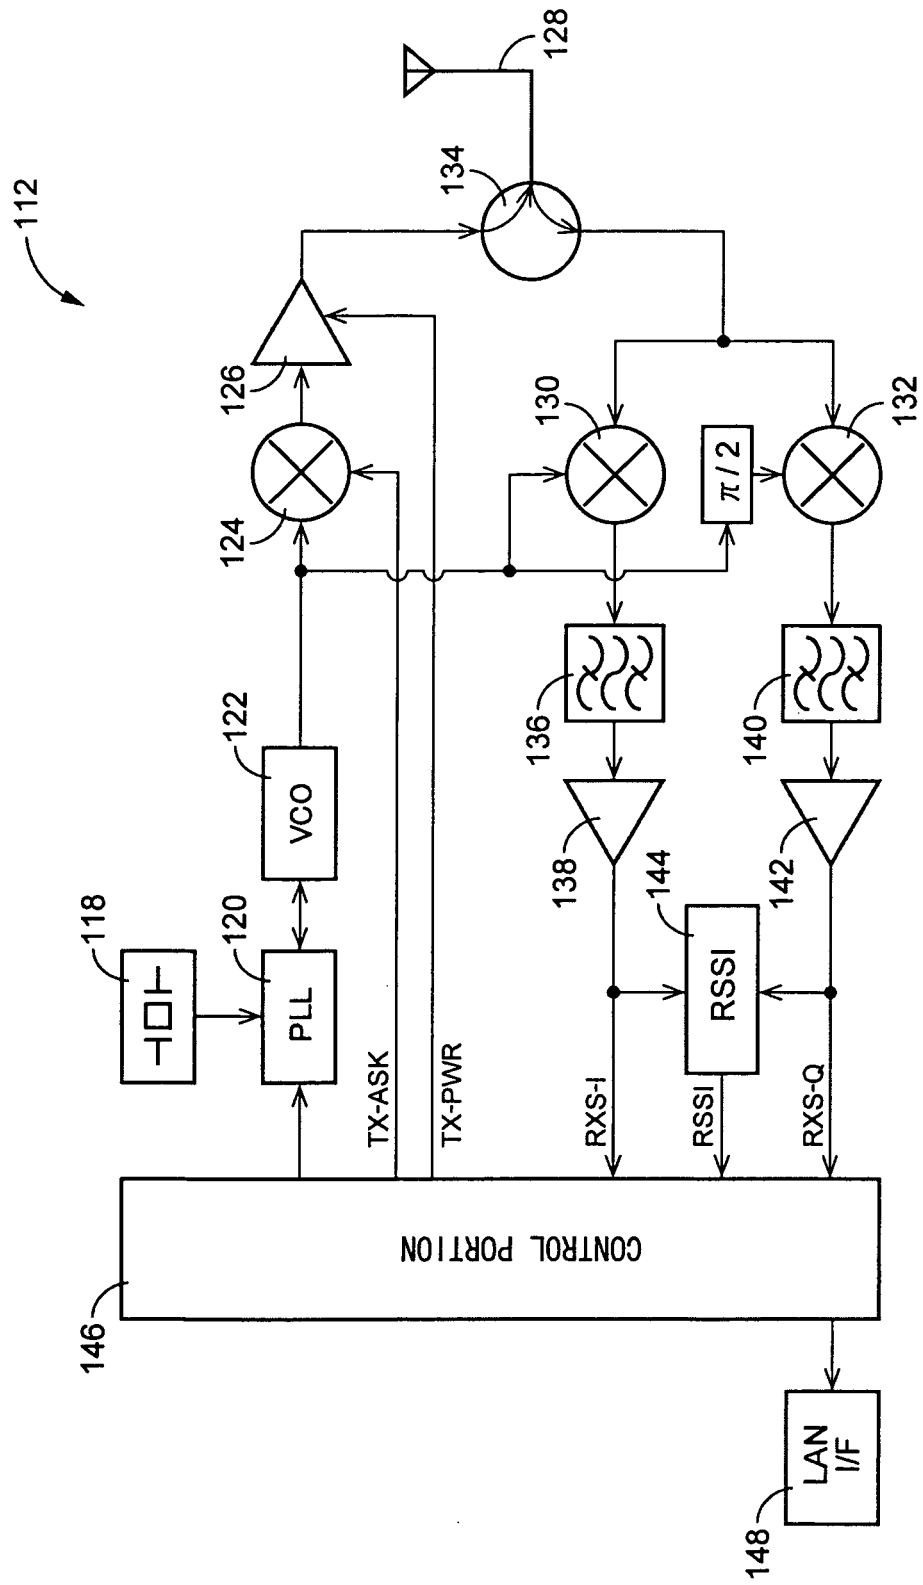 112
118
120
122
124
126
134
128
PLL
VCO
TX-ASK
TX-PWR
130
132
π / 2
136
140
138
142
144
RSSI
RXS-I
RSSI
RXS-Q
146
CONTROL PORTION
148
LAN
I/F